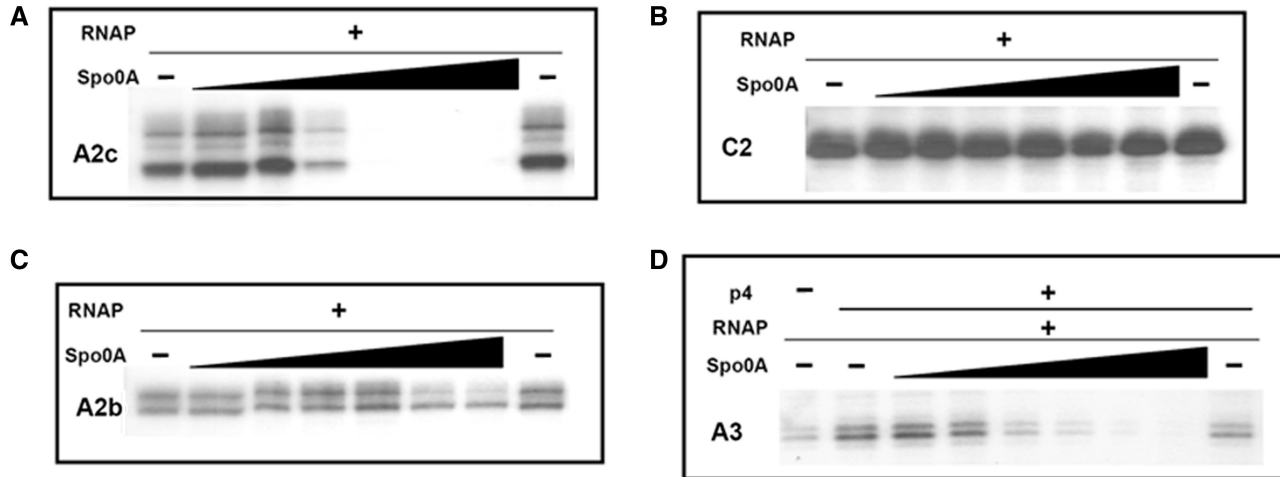 A
RNAP +
Spo0A – –
A2c
B
RNAP +
Spo0A – –
C2
C
RNAP +
Spo0A – –
A2b
D
p4 – +
RNAP +
Spo0A – – –
A3